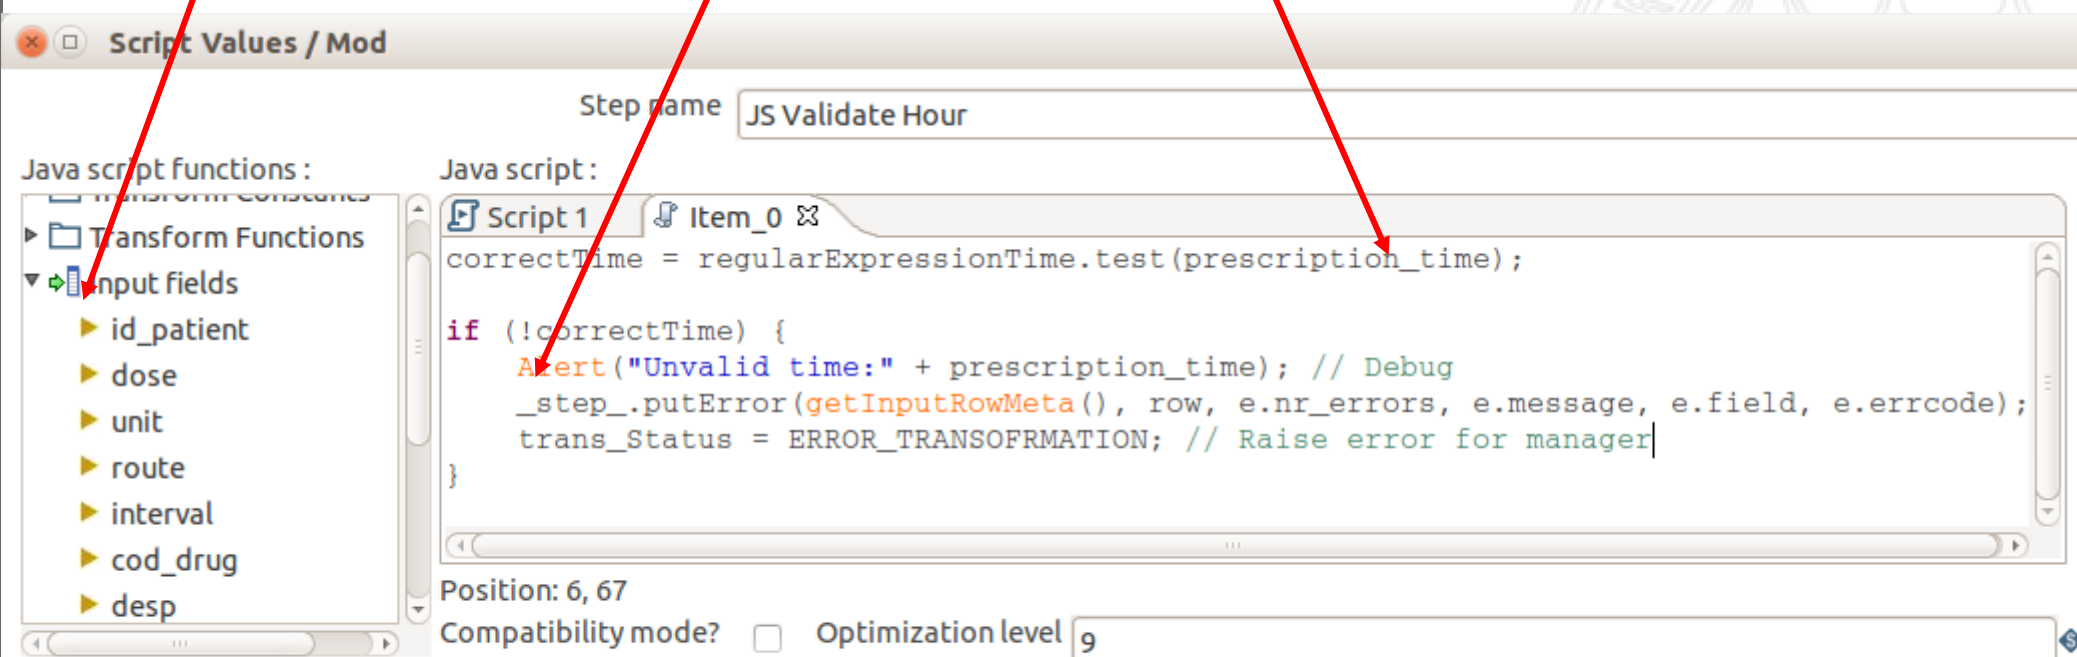 Script Values / Mod
Step name JS Validate Hour
Java script functions :
Java script :
Transform Constants
Transform Functions
Input fields
id_patient
dose
unit
route
interval
cod_drug
desp
Script 1 Item_0
correctTime = regularExpressionTime.test(prescription_time);
if (!correctTime) {
Alert("Unvalid time:" + prescription_time); // Debug
_step_.putError(getInputRowMeta(), row, e.nr_errors, e.message, e.field, e.errcode);
trans_Status = ERROR_TRANSOFRMATION; // Raise error for manager
}
Position: 6, 67
Compatibility mode? Optimization level 9